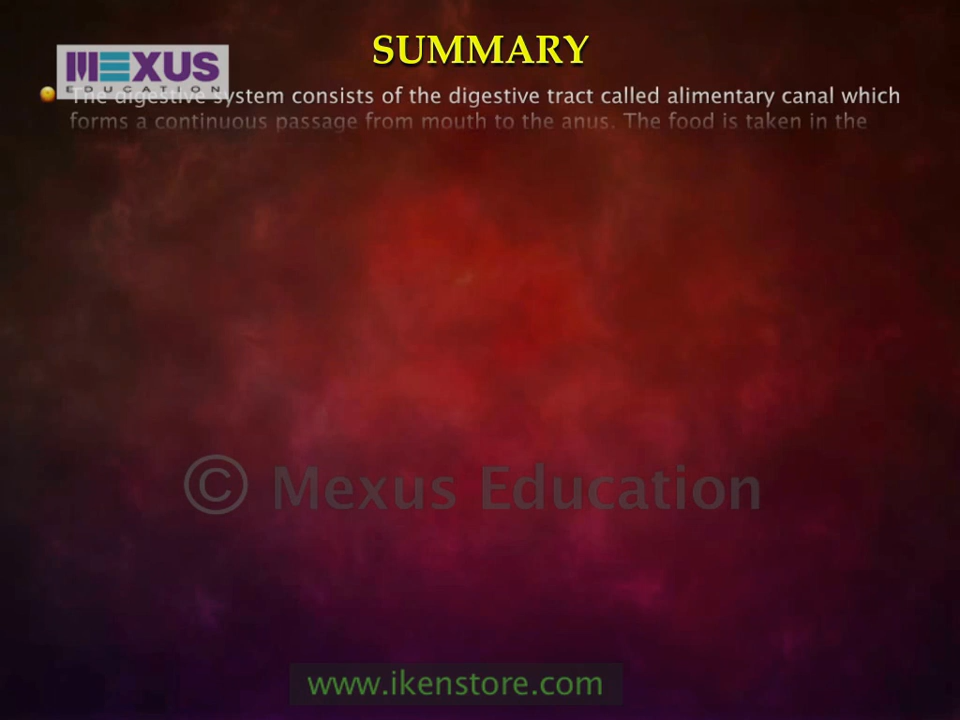 SUMMARY
MEXUS
EDUCATION
The digestive system consists of the digestive tract called alimentary canal which
forms a continuous passage from mouth to the anus. The food is taken in the
© Mexus Education
www.ikenstore.com